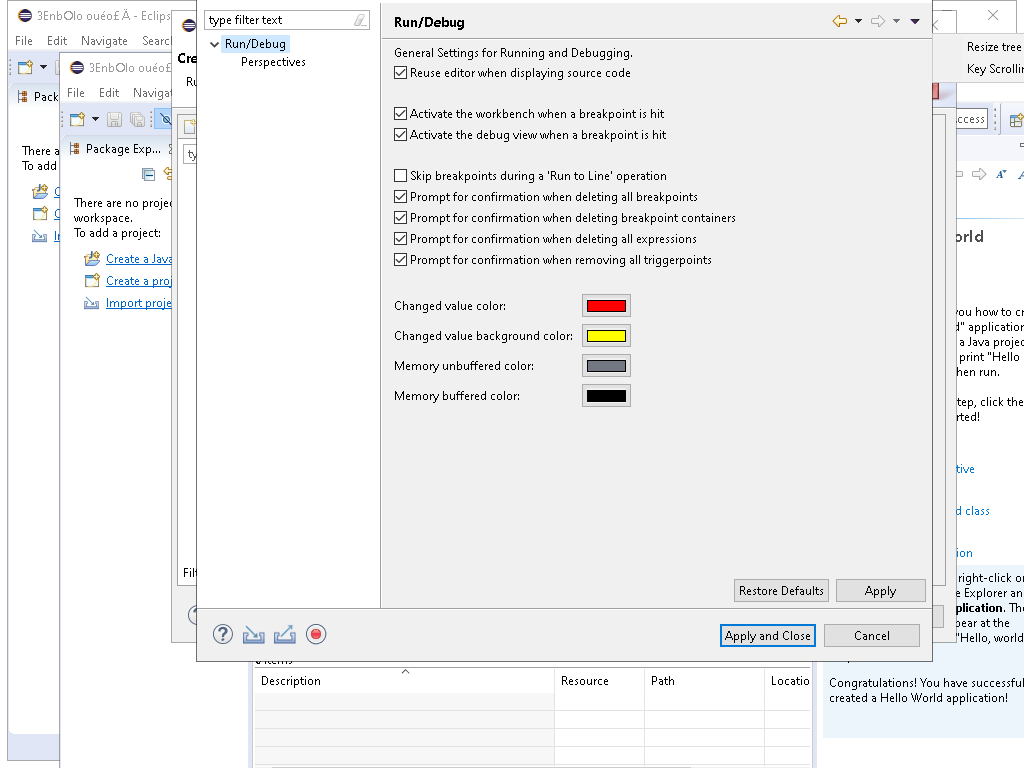 3EnbOlo ouéo£Ä - Eclips
File Edit Navigate Searc
Pack
There a
To add
3EnbOlo ouéo£
File Edit Naviga
Package Exp...
There are no proje
workspace.
To add a project:
Create a Java
Create a proj
Import proje
Cre
Ru
ty
Filt
type filter text
Run/Debug
Perspectives
Run/Debug
General Settings for Running and Debugging.
Reuse editor when displaying source code
Activate the workbench when a breakpoint is hit
Activate the debug view when a breakpoint is hit
Skip breakpoints during a 'Run to Line' operation
Prompt for confirmation when deleting all breakpoints
Prompt for confirmation when deleting breakpoint containers
Prompt for confirmation when deleting all expressions
Prompt for confirmation when removing all triggerpoints
Changed value color:
Changed value background color:
Memory unbuffered color:
Memory buffered color:
Restore Defaults
Apply
Apply and Close
Cancel
Resize tree
Key Scrollin
ccess
orld
you how to cr
d" application
a Java projec
print "Hello
hen run.
tep, click the
rted!
tive
d class
ion
right-click or
e Explorer an
plication. The
pear at the
"Hello, world
Congratulations! You have successful
created a Hello World application!
items
Description
Resource
Path
Locatio